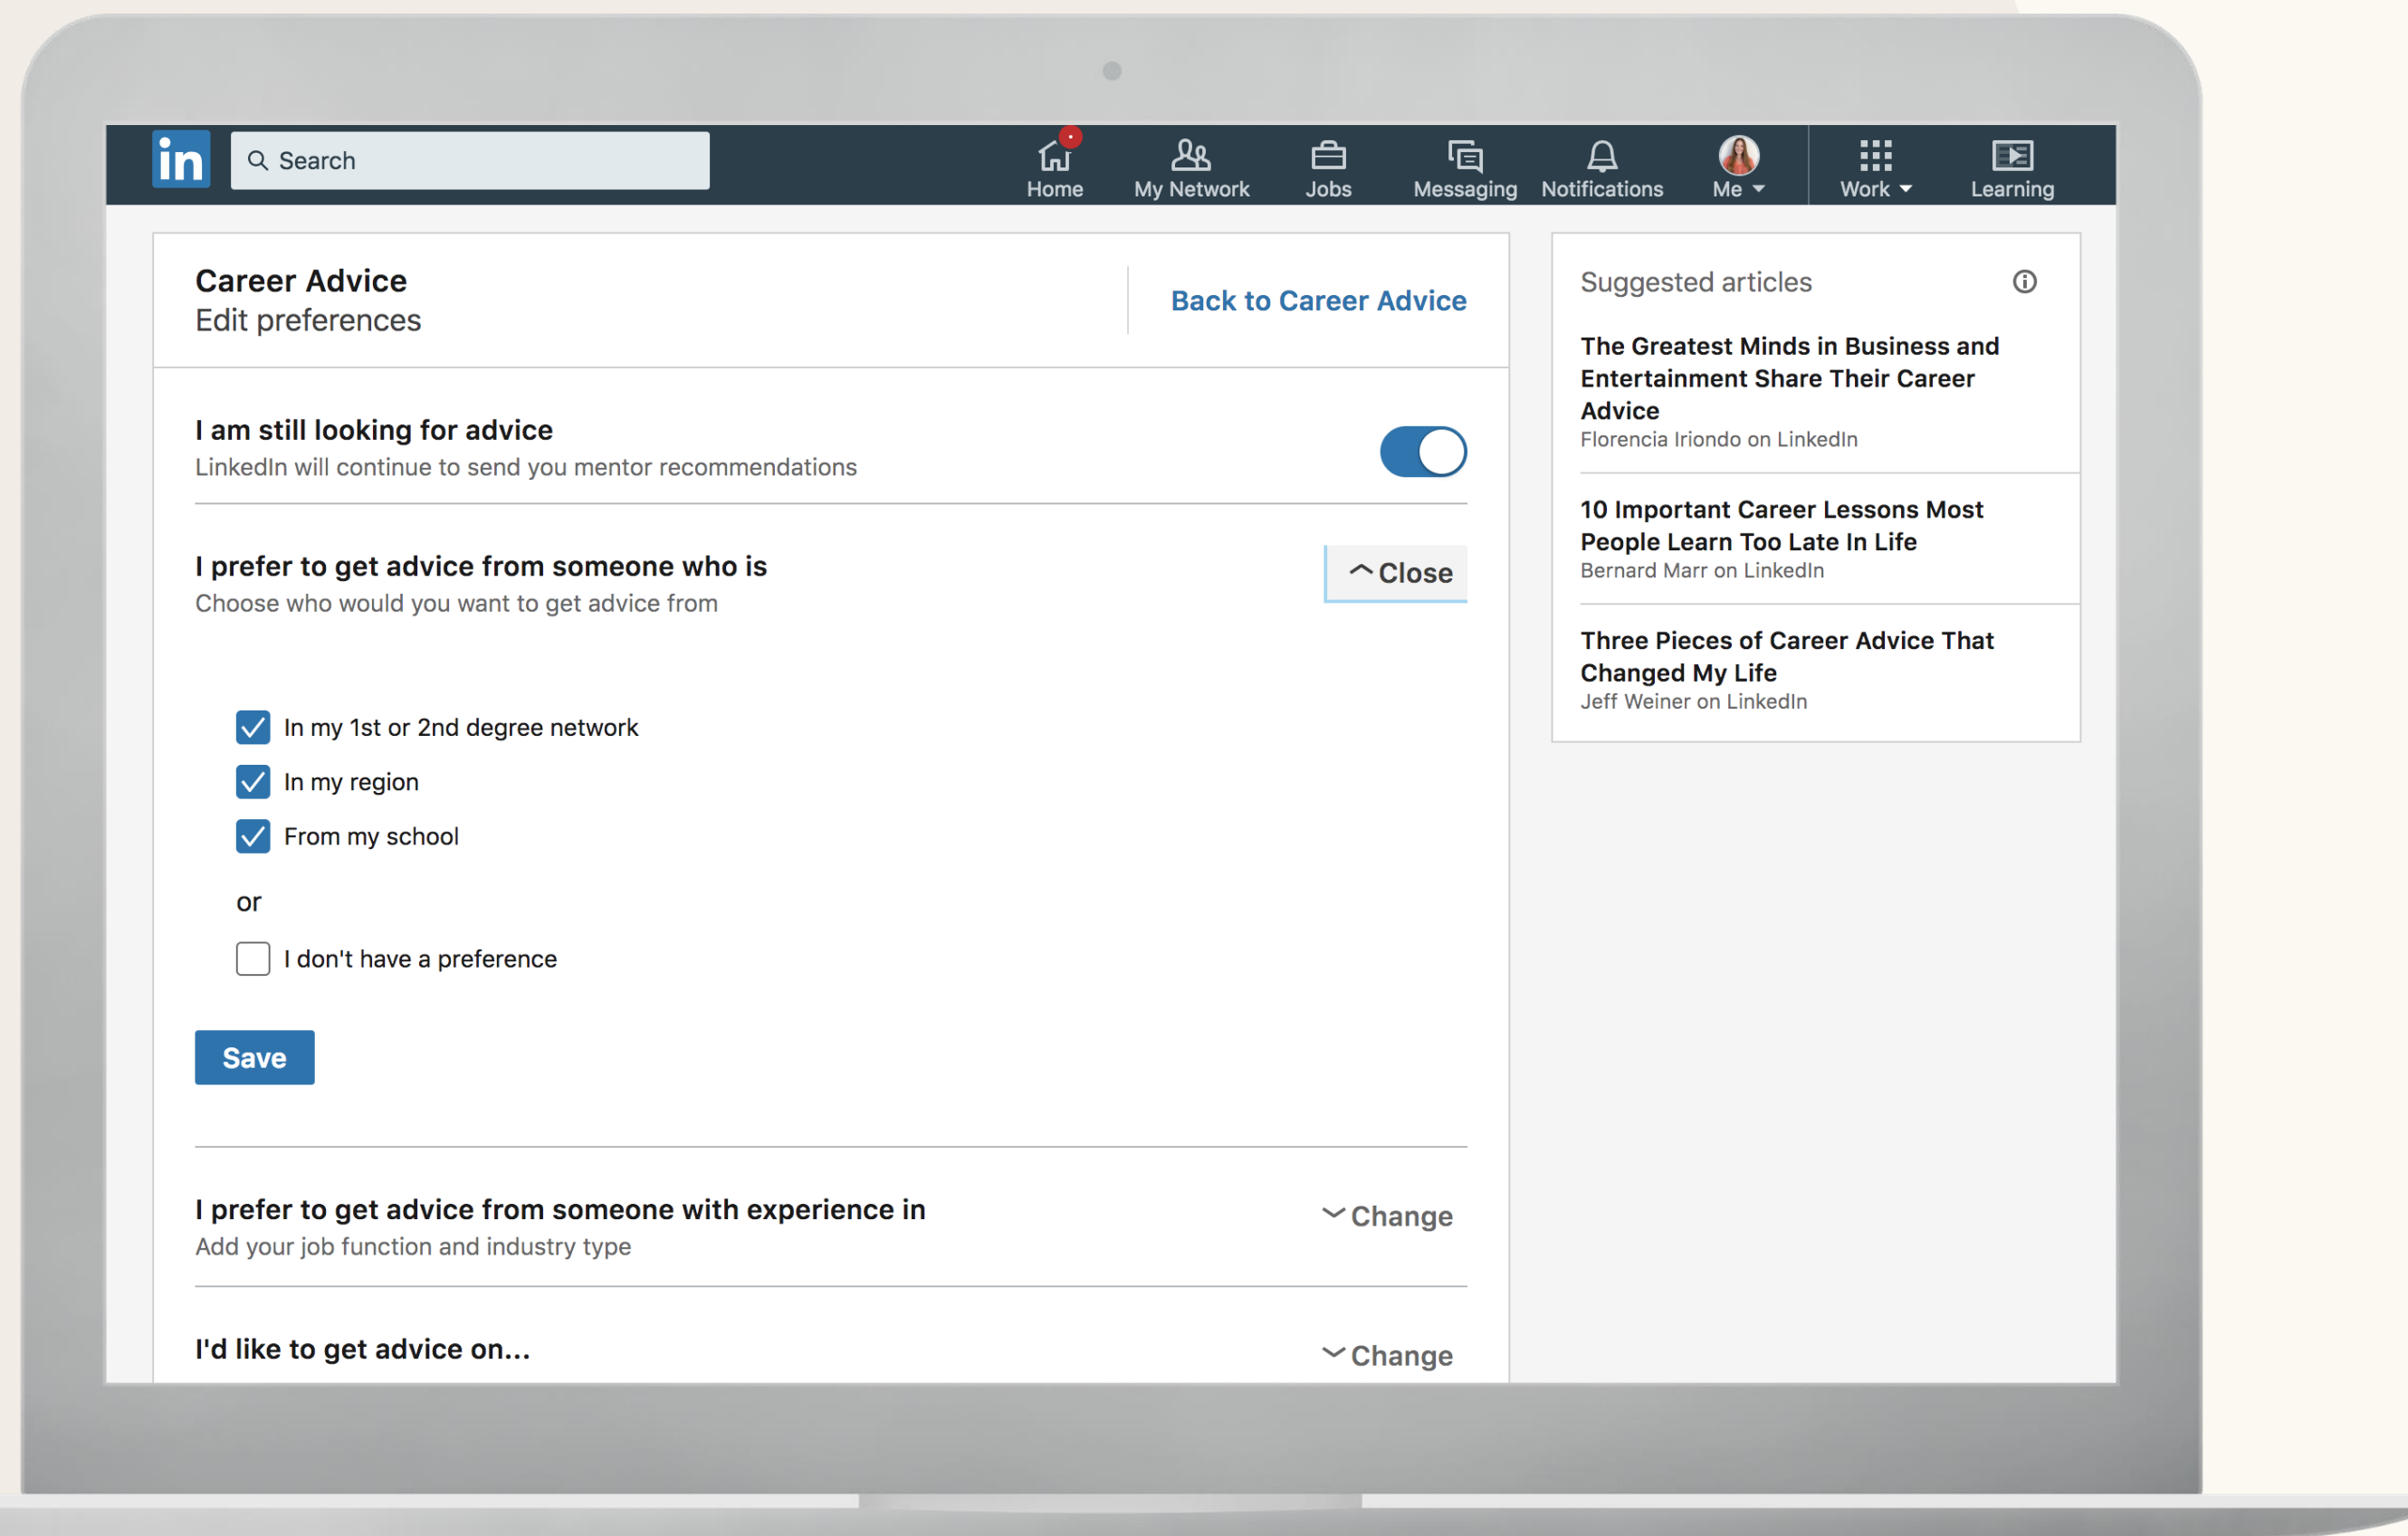 in
Search
Home
My Network
Jobs
Messaging
Notifications
Me
Work
Learning
Career Advice
Edit preferences
Back to Career Advice
I am still looking for advice
LinkedIn will continue to send you mentor recommendations
I prefer to get advice from someone who is
Choose who would you want to get advice from
Close
In my 1st or 2nd degree network
In my region
From my school
or
I don't have a preference
Save
I prefer to get advice from someone with experience in
Add your job function and industry type
Change
I'd like to get advice on...
Change
Suggested articles
The Greatest Minds in Business and
Entertainment Share Their Career
Advice
Florencia Iriondo on LinkedIn
10 Important Career Lessons Most
People Learn Too Late In Life
Bernard Marr on LinkedIn
Three Pieces of Career Advice That
Changed My Life
Jeff Weiner on LinkedIn